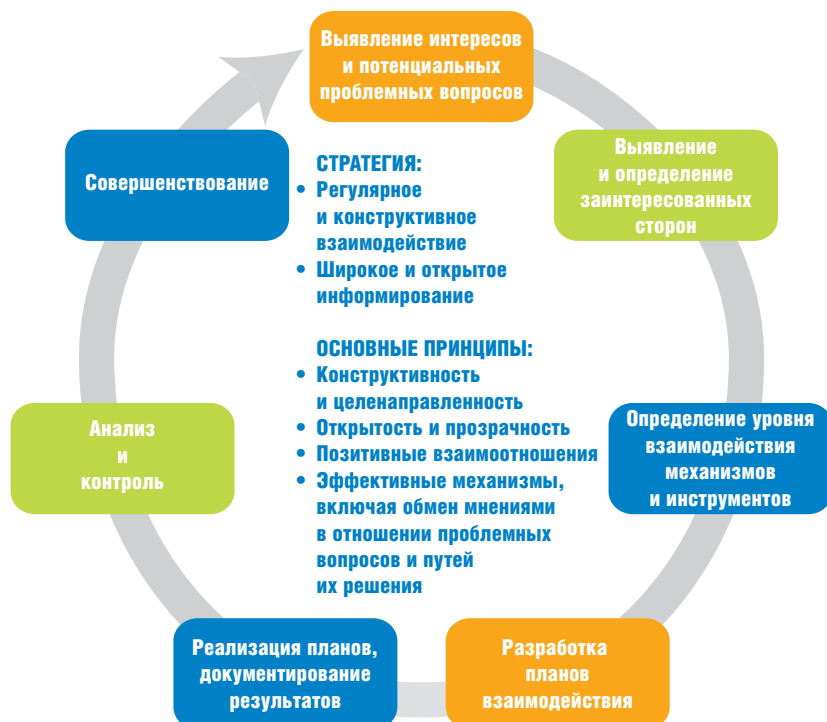 Выявление интересов
и потенциальных
проблемных вопросов
Выявление
и определение
заинтересованных
сторон
Определение уровня
взаимодействия
механизмов
и инструментов
Разработка
планов
взаимодействия
Реализация планов,
документирование
результатов
Анализ
и
контроль
Совершенствование
СТРАТЕГИЯ:
• Регулярное
и конструктивное
взаимодействие
• Широкое и открытое
информирование
ОСНОВНЫЕ ПРИНЦИПЫ:
• Конструктивность
и целенаправленность
• Открытость и прозрачность
• Позитивные взаимоотношения
• Эффективные механизмы,
включая обмен мнениями
в отношении проблемных
вопросов и путей
их решения